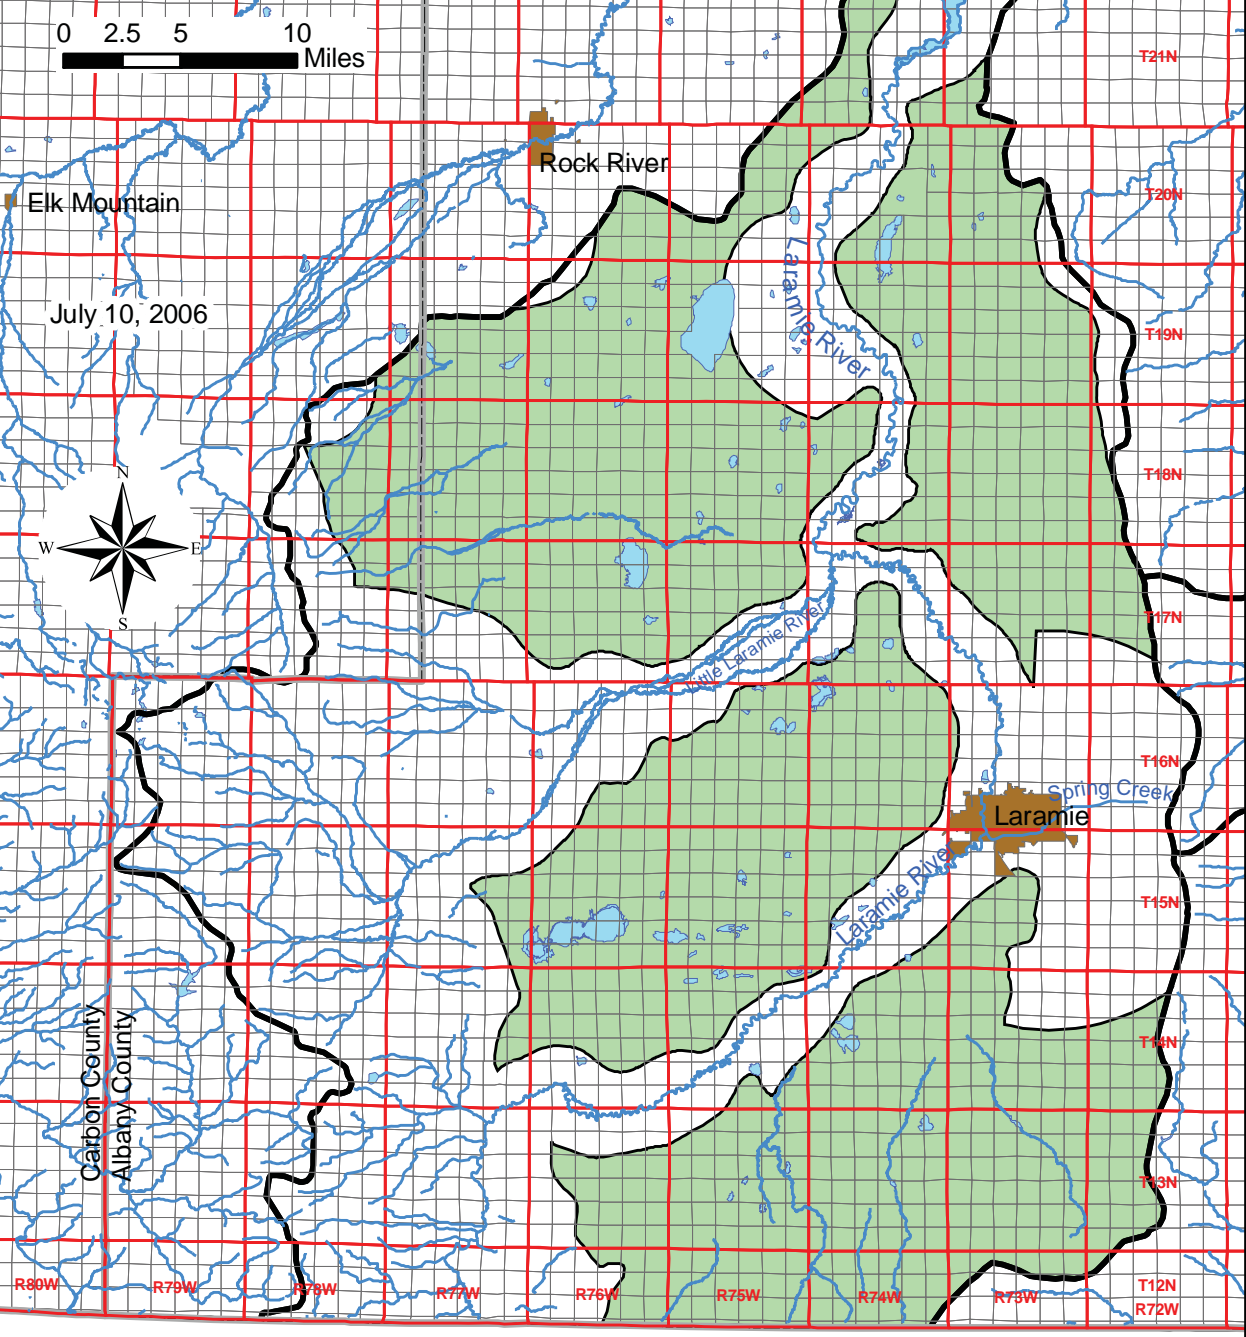 0 2.5 5 10
Miles
T21N
Rock River
Elk Mountain
T20N
Laramie River
July 10, 2006
T19N
N
T18N
W E
S
T17N
Little Laramie River
T16N
Spring Creek
Laramie
Laramie River
T15N
Carbon County
Albany County
T14N
T13N
R80W R79W R78W R77W R76W R75W R74W R73W T12N
R72W